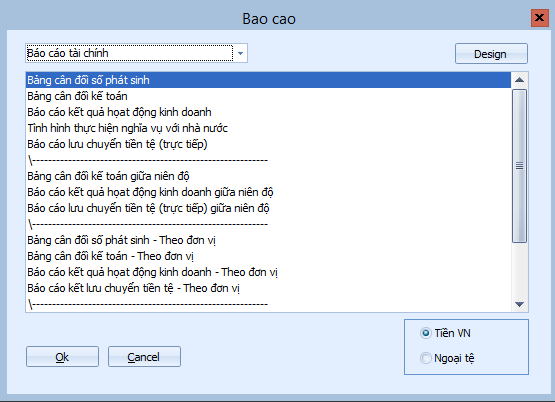 Bao cao
Báo cáo tài chính
Design
Bảng cân đối số phát sinh
Bảng cân đối kế toán
Báo cáo kết quả họat động kinh doanh
Tình hình thực hiện nghĩa vụ với nhà nước
Báo cáo lưu chuyển tiền tệ (trực tiếp)
\-----------------------------------------------------------
Bảng cân đối kế toán giữa niên độ
Báo cáo kết quả họat động kinh doanh giữa niên độ
Báo cáo lưu chuyển tiền tệ (trực tiếp) giữa niên độ
\-----------------------------------------------------------
Bảng cân đối số phát sinh - Theo đơn vị
Bảng cân đối kế toán - Theo đơn vị
Báo cáo kết quả họat động kinh doanh - Theo đơn vị
Báo cáo kết lưu chuyển tiền tệ - Theo đơn vị
\-----------------------------------------------------------
Tiền VN
Ok
Cancel
Ngoại tệ